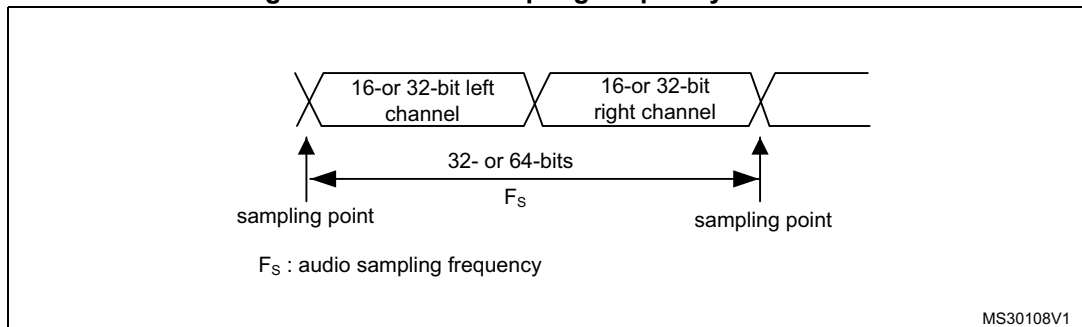 16-or 32-bit left
channel
16-or 32-bit
right channel
32- or 64-bits
FS
sampling point
sampling point
FS : audio sampling frequency
MS30108V1